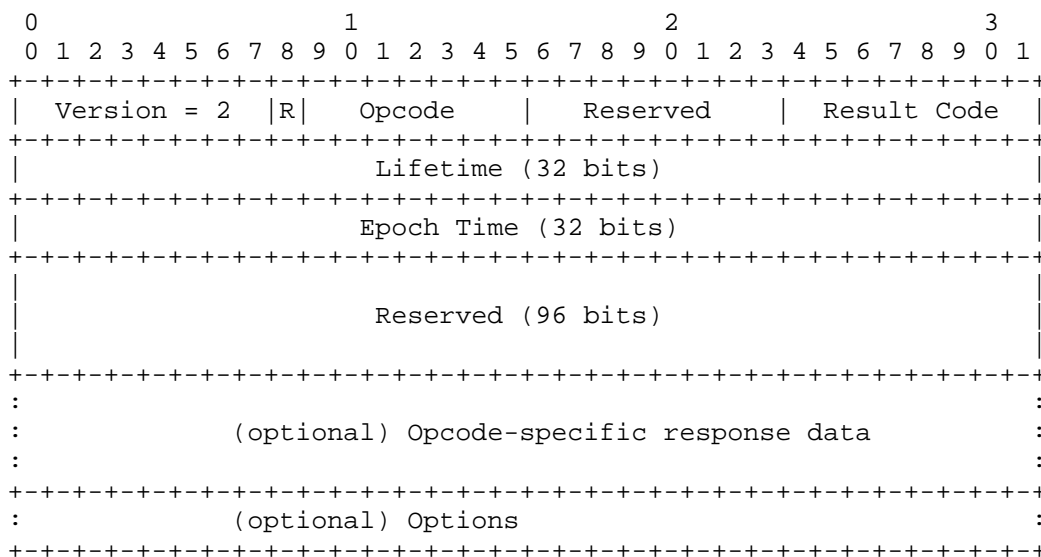 0                   1                   2                   3
 0 1 2 3 4 5 6 7 8 9 0 1 2 3 4 5 6 7 8 9 0 1 2 3 4 5 6 7 8 9 0 1
+-+-+-+-+-+-+-+-+-+-+-+-+-+-+-+-+-+-+-+-+-+-+-+-+-+-+-+-+-+-+-+-+
|  Version = 2  |R|   Opcode    |   Reserved    |  Result Code  |
+-+-+-+-+-+-+-+-+-+-+-+-+-+-+-+-+-+-+-+-+-+-+-+-+-+-+-+-+-+-+-+-+
|                      Lifetime (32 bits)                       |
+-+-+-+-+-+-+-+-+-+-+-+-+-+-+-+-+-+-+-+-+-+-+-+-+-+-+-+-+-+-+-+-+
|                     Epoch Time (32 bits)                      |
+-+-+-+-+-+-+-+-+-+-+-+-+-+-+-+-+-+-+-+-+-+-+-+-+-+-+-+-+-+-+-+-+
|                                                               |
|                      Reserved (96 bits)                       |
|                                                               |
+-+-+-+-+-+-+-+-+-+-+-+-+-+-+-+-+-+-+-+-+-+-+-+-+-+-+-+-+-+-+-+-+
:                                                               :
:             (optional) Opcode-specific response data          :
:                                                               :
+-+-+-+-+-+-+-+-+-+-+-+-+-+-+-+-+-+-+-+-+-+-+-+-+-+-+-+-+-+-+-+-+
:             (optional) Options                                :
+-+-+-+-+-+-+-+-+-+-+-+-+-+-+-+-+-+-+-+-+-+-+-+-+-+-+-+-+-+-+-+-+